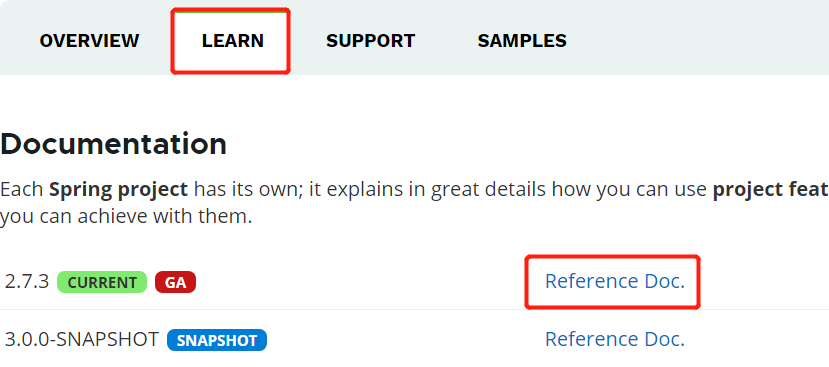 OVERVIEW LEARN SUPPORT SAMPLES
Documentation
Each Spring project has its own; it explains in great details how you can use project feat
you can achieve with them.
2.7.3 CURRENT GA Reference Doc.
3.0.0-SNAPSHOT SNAPSHOT Reference Doc.